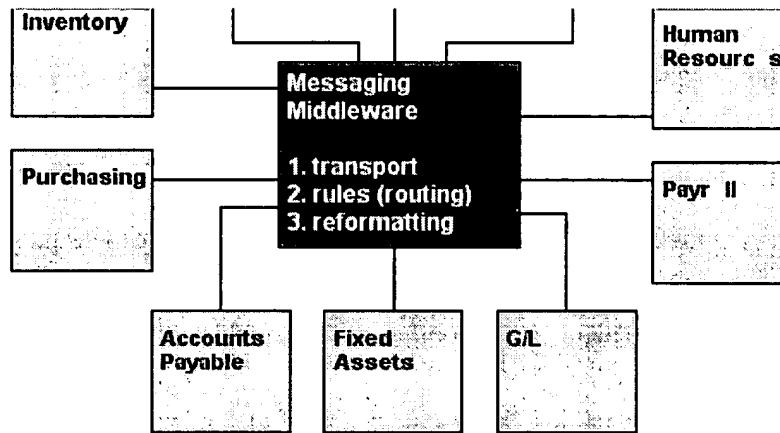 Inventory
Human
Resourc s
Messaging
Middleware
1. transport
2. rules (routing)
3. reformatting
Purchasing
Payr ll
Accounts
Payable
Fixed
Assets
G/L